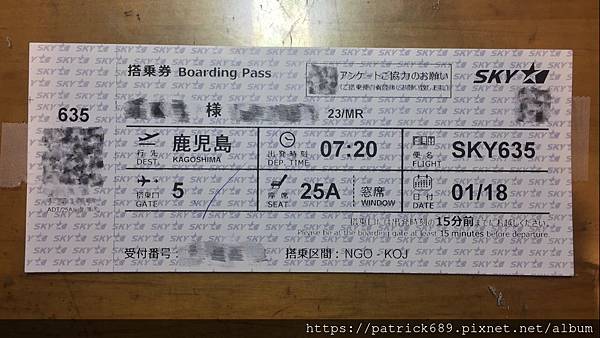 搭乗券 Boarding Pass
アンケートご協力のお願い
SKY
635
様
23/MR
行先
DEST.
鹿児島
KAGOSHIMA
出発時刻
DEP. TIME
07:20
便名
FLIGHT
SKY635
搭乗口
GATE
5
座席
SEAT
25A
窓席
WINDOW
日付
DATE
01/18
搭乗口には出発時刻の15分前までにお越しください。
Please be at the boarding gate at least 15 minutes before departure.
受付番号：
搭乗区間：NGO - KOJ
https://patrick689.pixnet.net/album